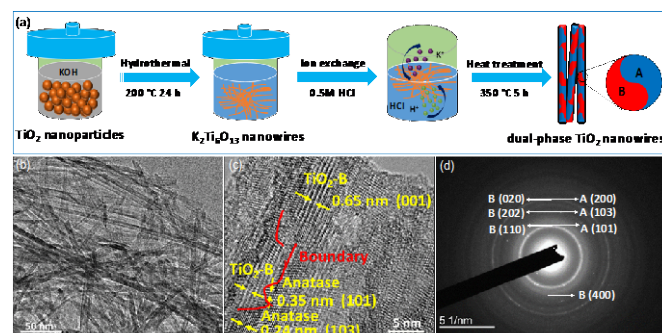 (a)
KOH
Hydrothermal
200 °C 24 h
Ion exchange
0.5M HCl
K⁺
HCl
H⁺
Heat treatment
350 °C 5 h
A
B
TiO₂ nanoparticles
K₂Ti₆O₁₃ nanowires
dual-phase TiO₂ nanowires
(b)
50 nm
(c)
TiO₂-B
0.65 nm (001)
Boundary
TiO₂-B
Anatase
0.35 nm (101)
Anatase
0.24 nm (103)
5 nm
(d)
B (020) A (200)
B (202) A (103)
B (110) A (101)
B (400)
5 1/nm